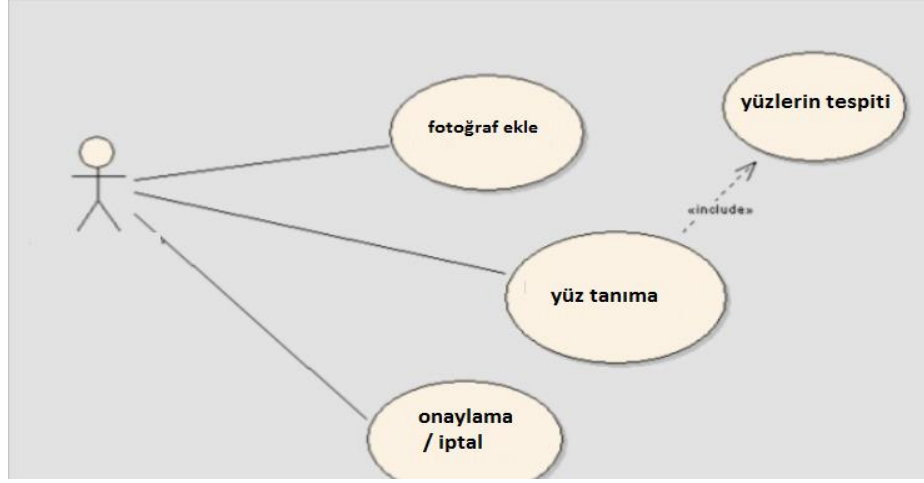 fotoğraf ekle
yüzlerin tespiti
«include»
yüz tanıma
onaylama
/ iptal